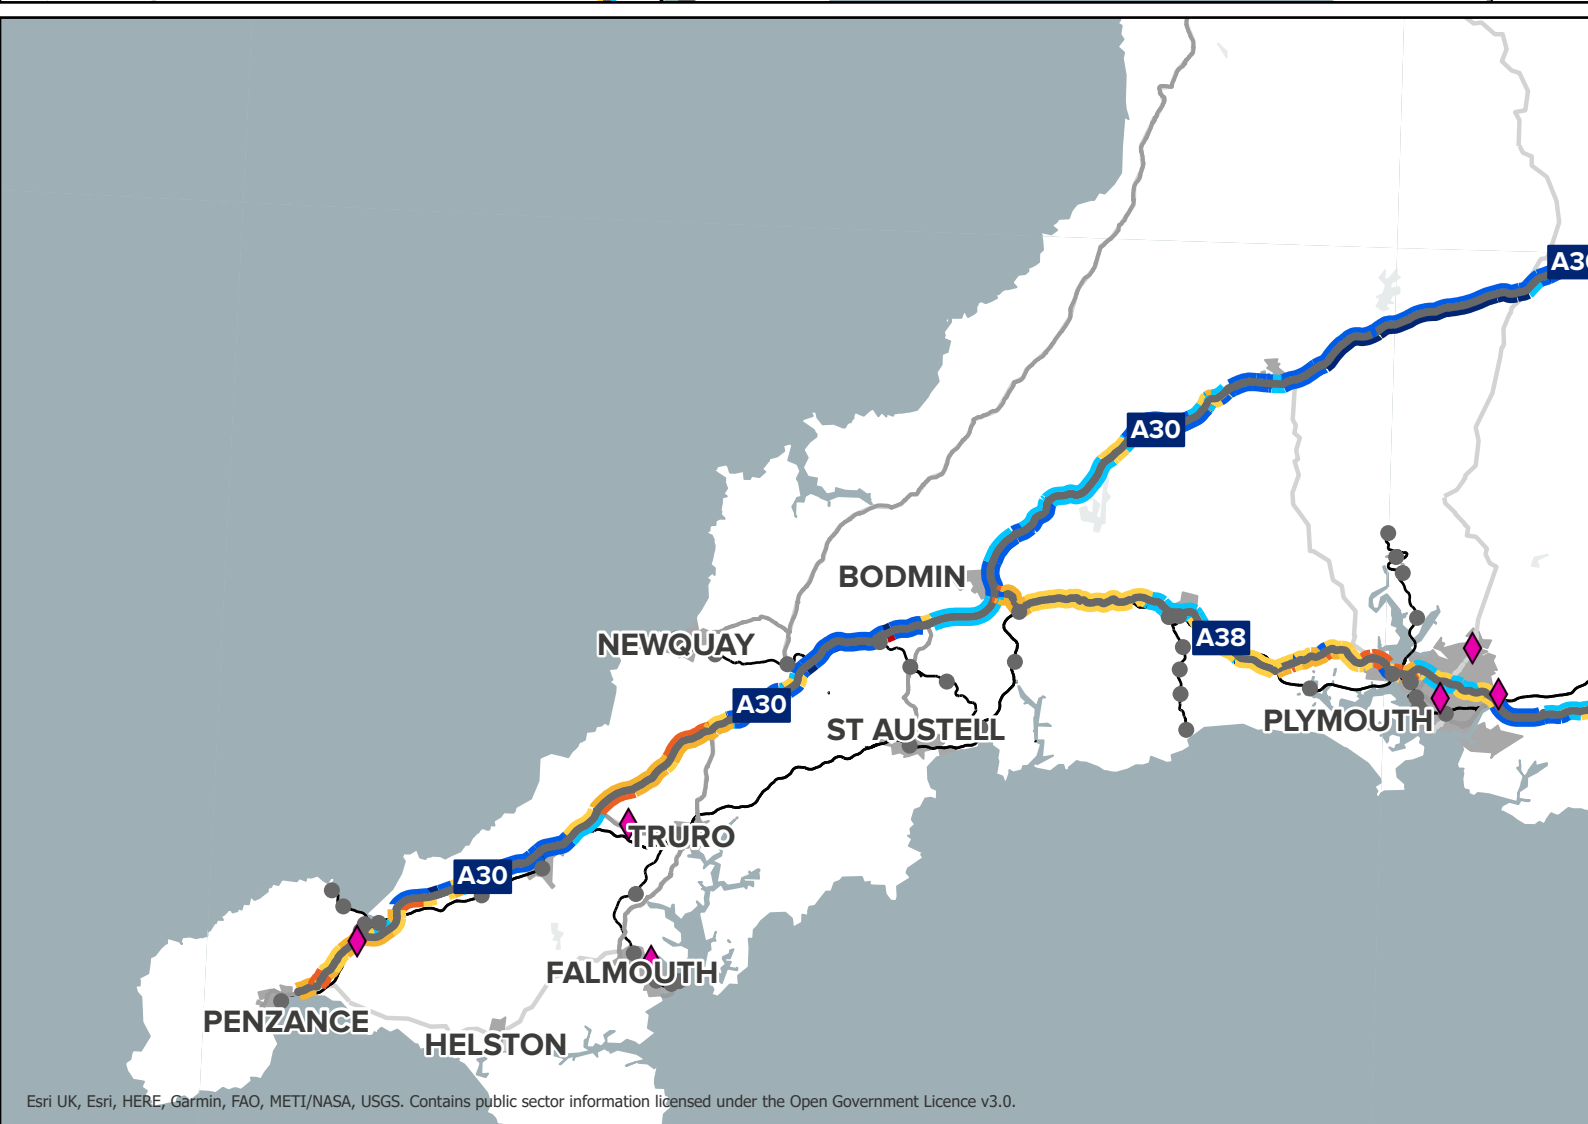 A30
A30
BODMIN
A38
NEWQUAY
A30
PLYMOUTH
ST AUSTELL
TRURO
A30
FALMOUTH
PENZANCE
HELSTON
Esri UK, Esri, HERE, Garmin, FAO, METI/NASA, USGS. Contains public sector information licensed under the Open Government Licence v3.0.